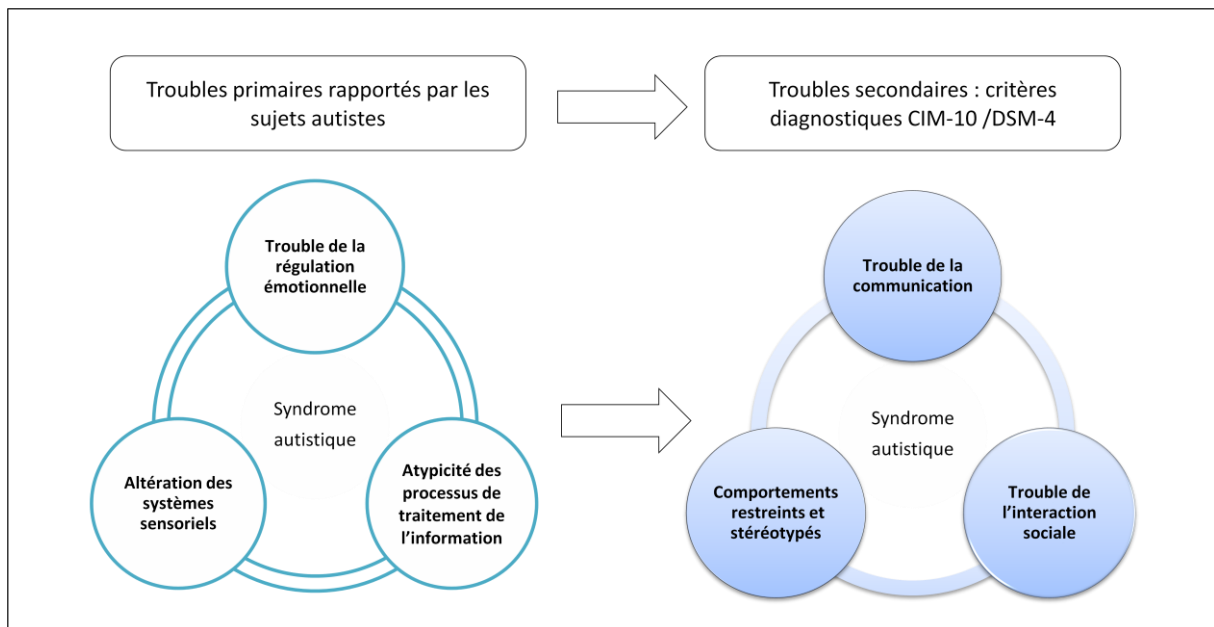 Troubles primaires rapportés par les
sujets autistes
Troubles secondaires : critères
diagnostiques CIM-10 /DSM-4
Trouble de la
régulation
émotionnelle
Syndrome
autistique
Altération des
systèmes
sensoriels
Atypicité des
processus de
traitement de
l’information
Trouble de la
communication
Syndrome
autistique
Comportements
restreints et
stéréotypés
Trouble de
l’interaction
sociale